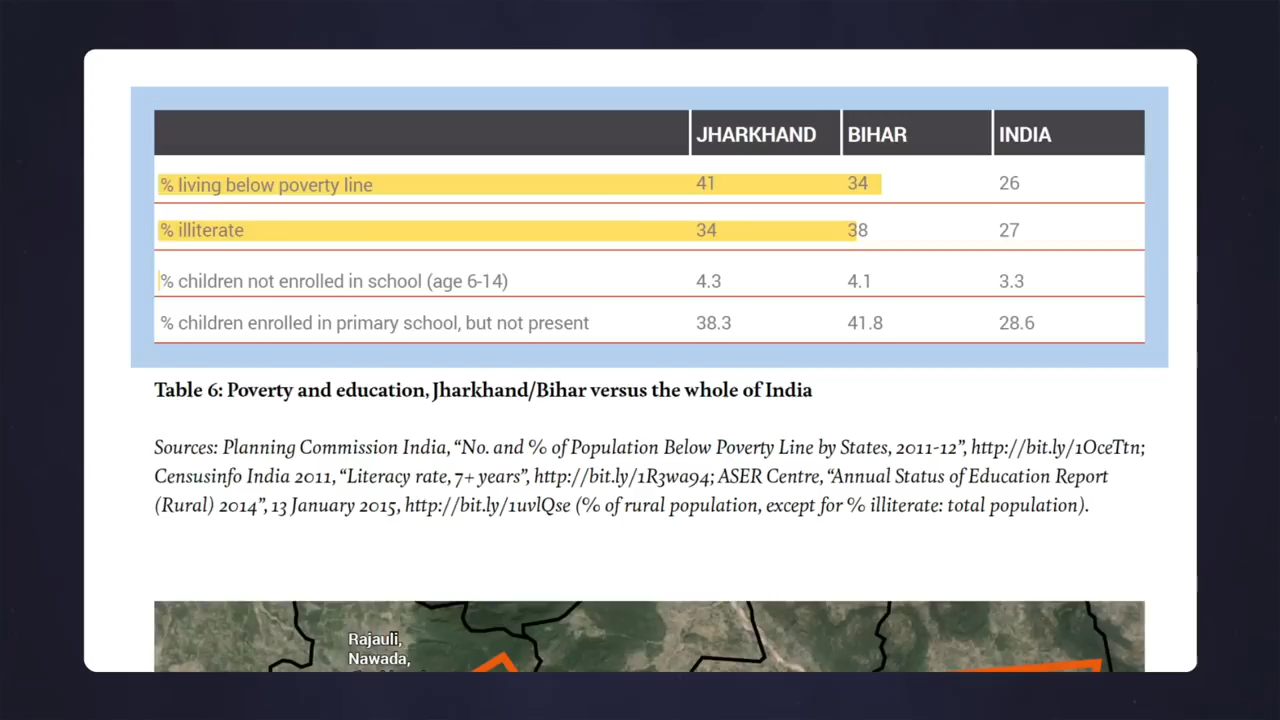 JHARKHAND BIHAR INDIA
% living below poverty line 41 34 26
% illiterate 34 38 27
% children not enrolled in school (age 6-14) 4.3 4.1 3.3
% children enrolled in primary school, but not present 38.3 41.8 28.6
Table 6: Poverty and education, Jharkhand/Bihar versus the whole of India
Sources: Planning Commission India, “No. and % of Population Below Poverty Line by States, 2011-12”, http://bit.ly/1OceTtn;
Censusinfo India 2011, “Literacy rate, 7+ years”, http://bit.ly/1R3wa94; ASER Centre, “Annual Status of Education Report
(Rural) 2014”, 13 January 2015, http://bit.ly/1uvlQse (% of rural population, except for % illiterate: total population).
Rajauli,
Nawada,